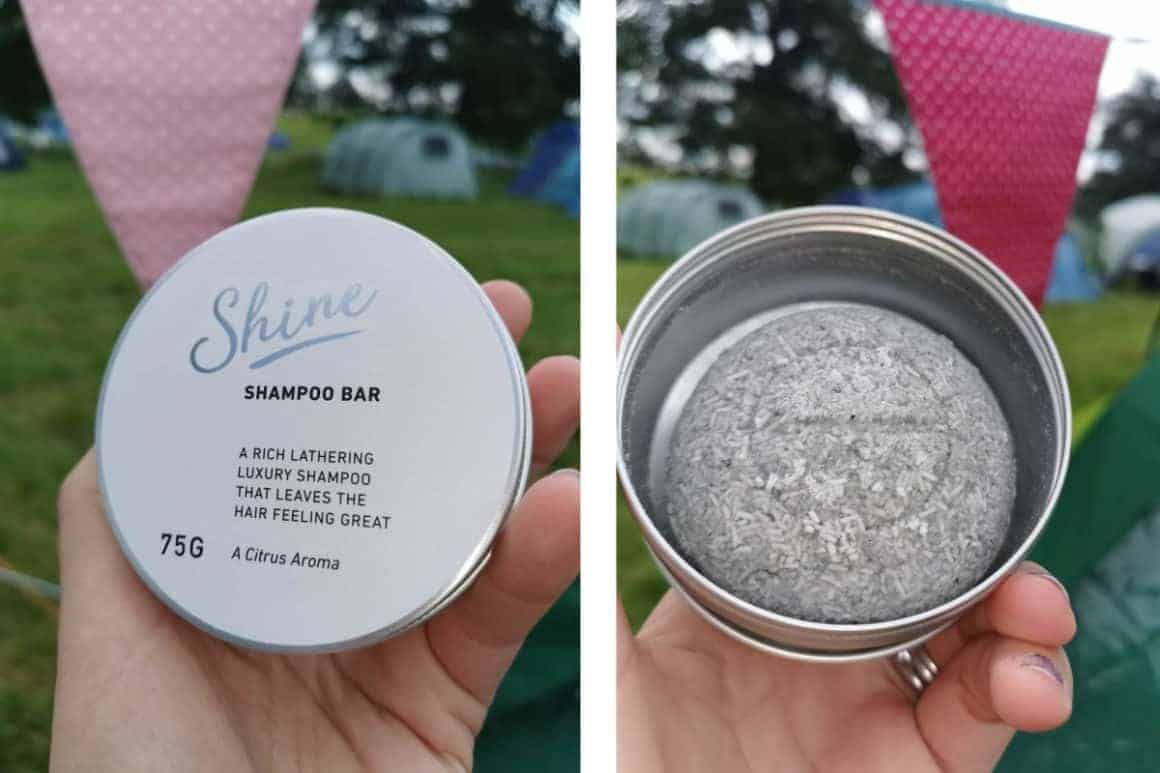 Shine
SHAMPOO BAR
A RICH LATHERING
LUXURY SHAMPOO
THAT LEAVES THE
HAIR FEELING GREAT
75G A Citrus Aroma